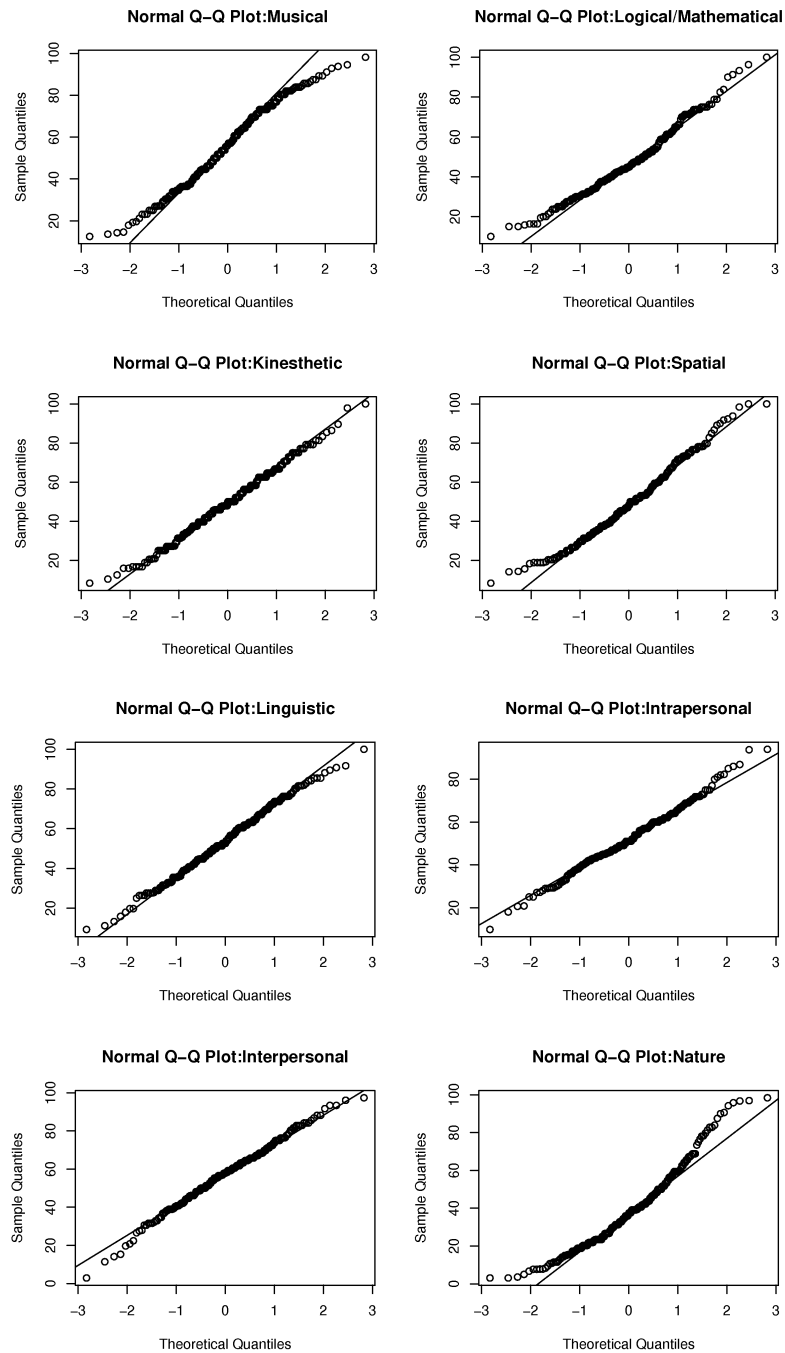 Normal Q−Q Plot:Musical
Sample Quantiles
100
80
60
40
20
−3 −2 −1 0 1 2 3
Theoretical Quantiles
Normal Q−Q Plot:Logical/Mathematical
Sample Quantiles
100
80
60
40
20
−3 −2 −1 0 1 2 3
Theoretical Quantiles
Normal Q−Q Plot:Kinesthetic
Sample Quantiles
100
80
60
40
20
−3 −2 −1 0 1 2 3
Theoretical Quantiles
Normal Q−Q Plot:Spatial
Sample Quantiles
100
80
60
40
20
−3 −2 −1 0 1 2 3
Theoretical Quantiles
Normal Q−Q Plot:Linguistic
Sample Quantiles
100
80
60
40
20
−3 −2 −1 0 1 2 3
Theoretical Quantiles
Normal Q−Q Plot:Intrapersonal
Sample Quantiles
80
60
40
20
−3 −2 −1 0 1 2 3
Theoretical Quantiles
Normal Q−Q Plot:Interpersonal
Sample Quantiles
100
80
60
40
20
0
−3 −2 −1 0 1 2 3
Theoretical Quantiles
Normal Q−Q Plot:Nature
Sample Quantiles
100
80
60
40
20
0
−3 −2 −1 0 1 2 3
Theoretical Quantiles